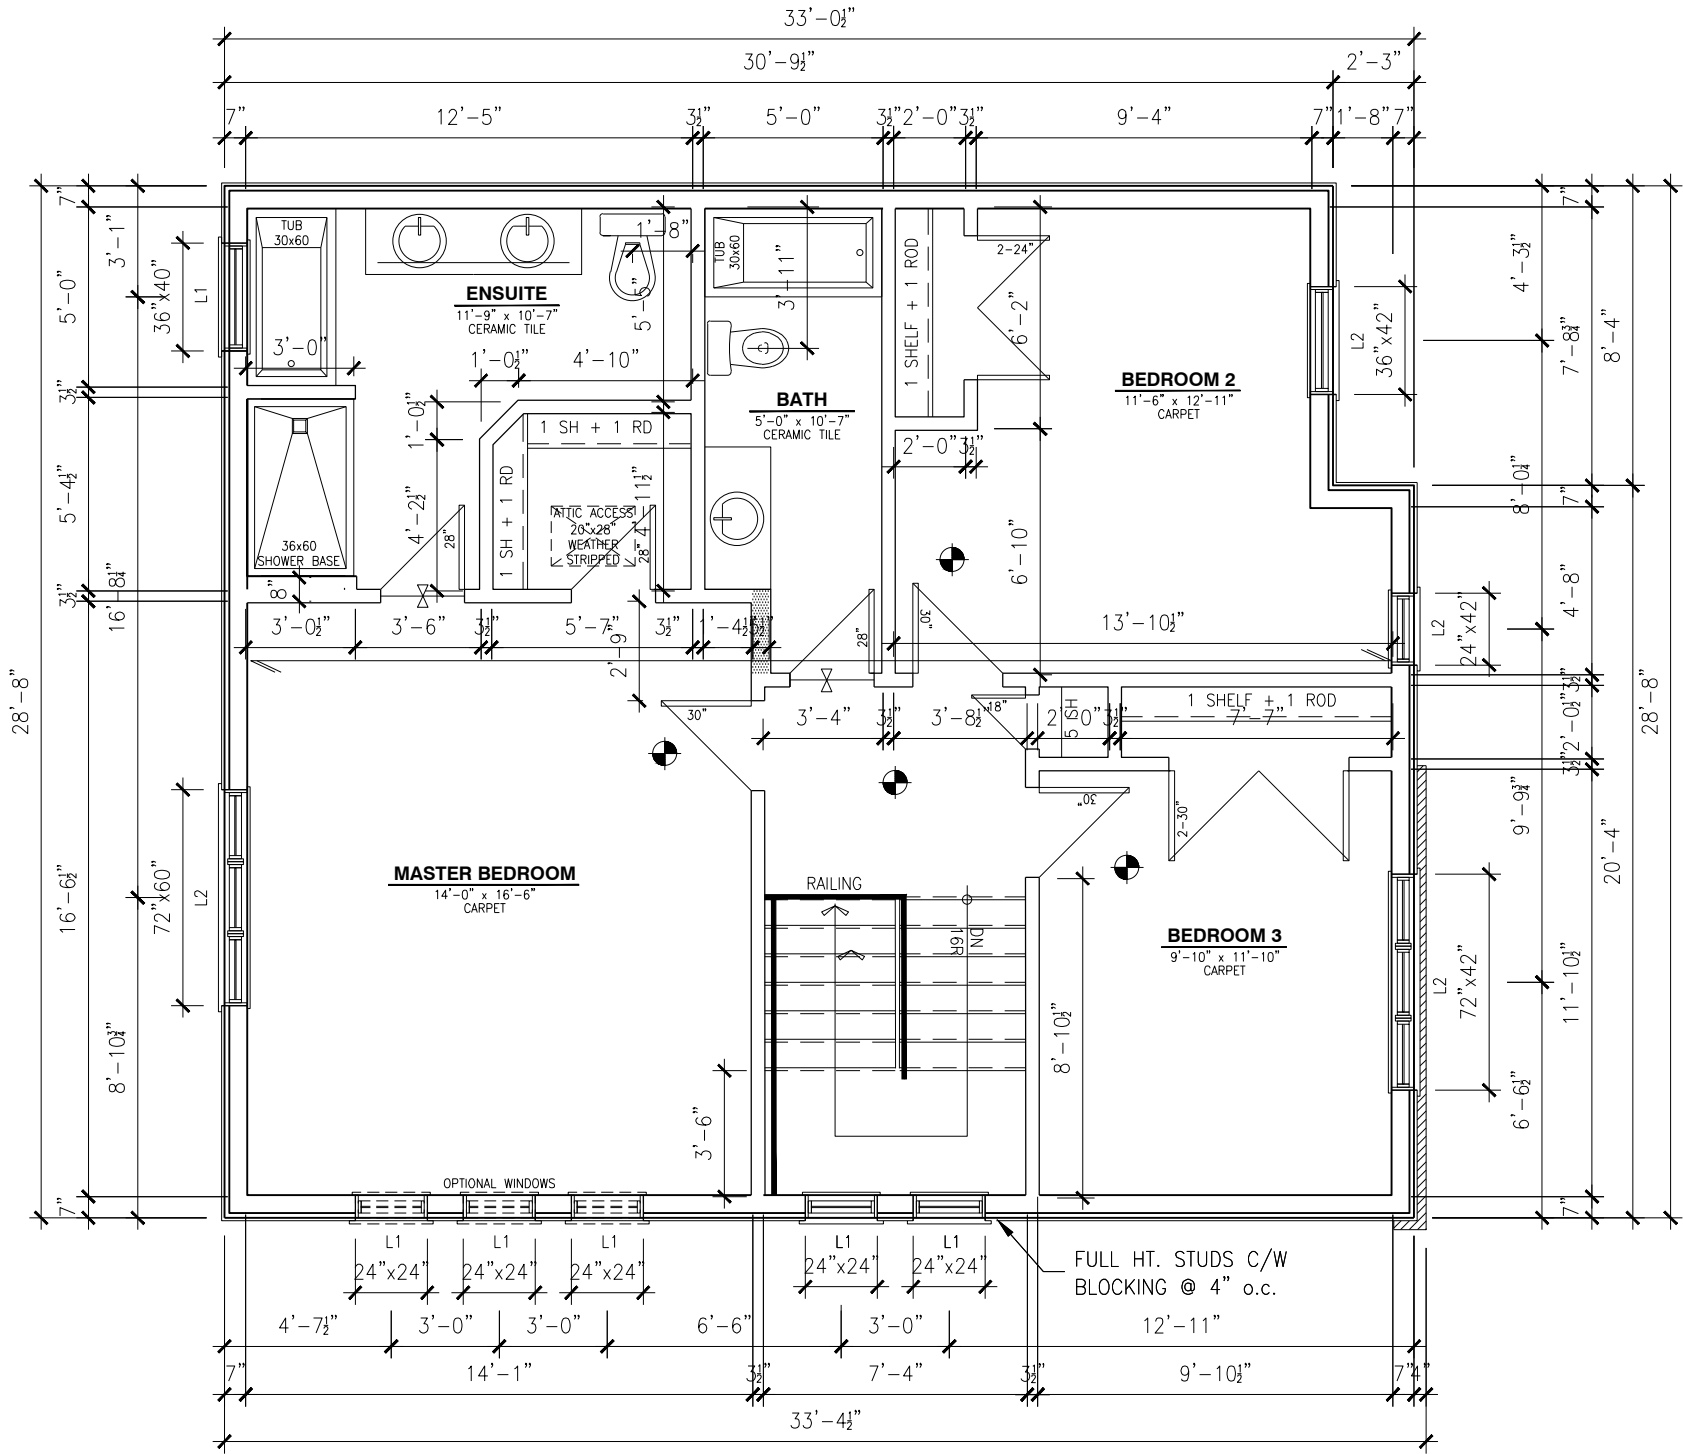 33'-0½"
30'-9½"
2'-3"
7"
12'-5"
3½"
5'-0"
3½"
2'-0"
3½"
9'-4"
7"
1'-8"
7"
28'-8"
7"
5'-0"
3½"
5'-4½"
3½"
16'-6½"
7"
3'-1"
16'-8¼"
8'-10¾"
36"x40"
L1
72"x60"
L2
TUB
30x60
3'-0"
ENSUITE
11'-9" x 10'-7"
CERAMIC TILE
1'-8"
5'-5"
1'-0½"
4'-10"
1'-0½"
4'-2½"
1 SH + 1 RD
1 SH + 1 RD
4'-11½"
ATTIC ACCESS
20"x28"
WEATHER
STRIPPED
28"
28"
36x60
SHOWER BASE
8"
TUB
30x60
3'-11"
BATH
5'-0" x 10'-7"
CERAMIC TILE
1 SHELF + 1 ROD
2-24"
6'-2"
BEDROOM 2
11'-6" x 12'-11"
CARPET
2'-0"
3½"
6'-10"
13'-10½"
3'-0½"
3'-6"
3½"
5'-7"
3½"
1'-4½"
2'-9"
28"
30"
30"
3'-4"
3½"
3'-8½"
18"
2'-0"
5 SH
3½"
1 SHELF + 1 ROD
7'-7"
30"
2-30"
MASTER BEDROOM
14'-0" x 16'-6"
CARPET
RAILING
DN
16R
BEDROOM 3
9'-10" x 11'-10"
CARPET
8'-10½"
3'-6"
OPTIONAL WINDOWS
L2
36"x42"
L2
24"x42"
L2
72"x42"
4'-3½"
8'-0¼"
9'-9¾"
6'-6½"
7"
7'-8¾"
7"
4'-8"
3½"
2'-0½"
3½"
11'-10½"
7"
8'-4"
20'-4"
28'-8"
L1
24"x24"
L1
24"x24"
L1
24"x24"
L1
24"x24"
L1
24"x24"
FULL HT. STUDS C/W
BLOCKING @ 4" o.c.
4'-7½"
3'-0"
3'-0"
6'-6"
3'-0"
12'-11"
7"
14'-1"
3½"
7'-4"
3½"
9'-10½"
7"
4"
33'-4½"